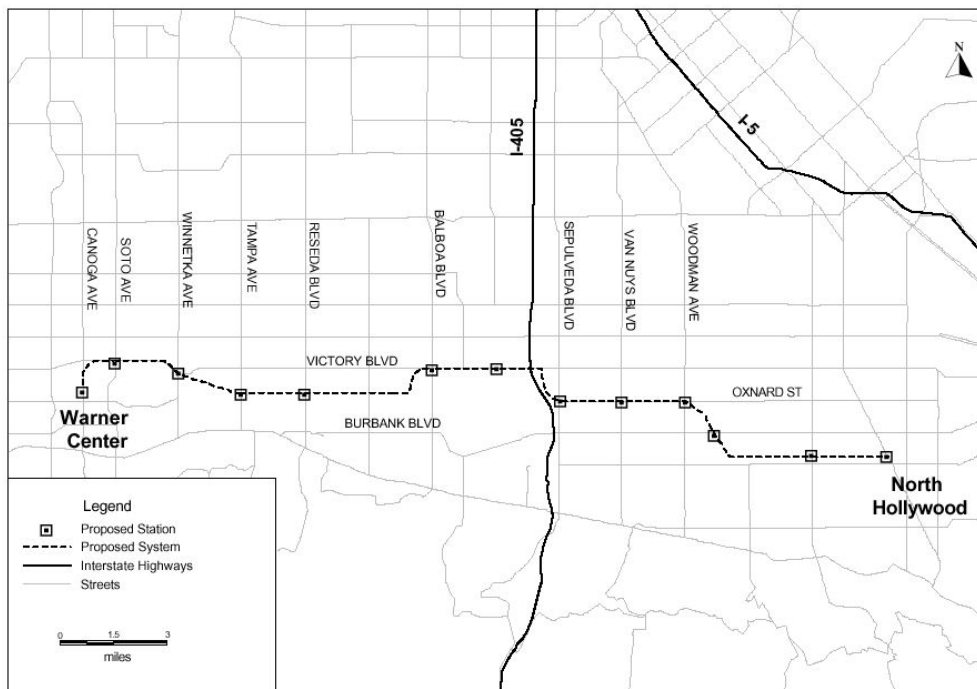 N
I-5
I-405
CANOGA AVE
SOTO AVE
WINNETKA AVE
TAMPA AVE
RESEDA BLVD
BALBOA BLVD
SEPULVEDA BLVD
VAN NUYS BLVD
WOODMAN AVE
VICTORY BLVD
OXNARD ST
BURBANK BLVD
Warner
Center
North
Hollywood
Legend
Proposed Station
Proposed System
Interstate Highways
Streets
0 1.5 3
miles